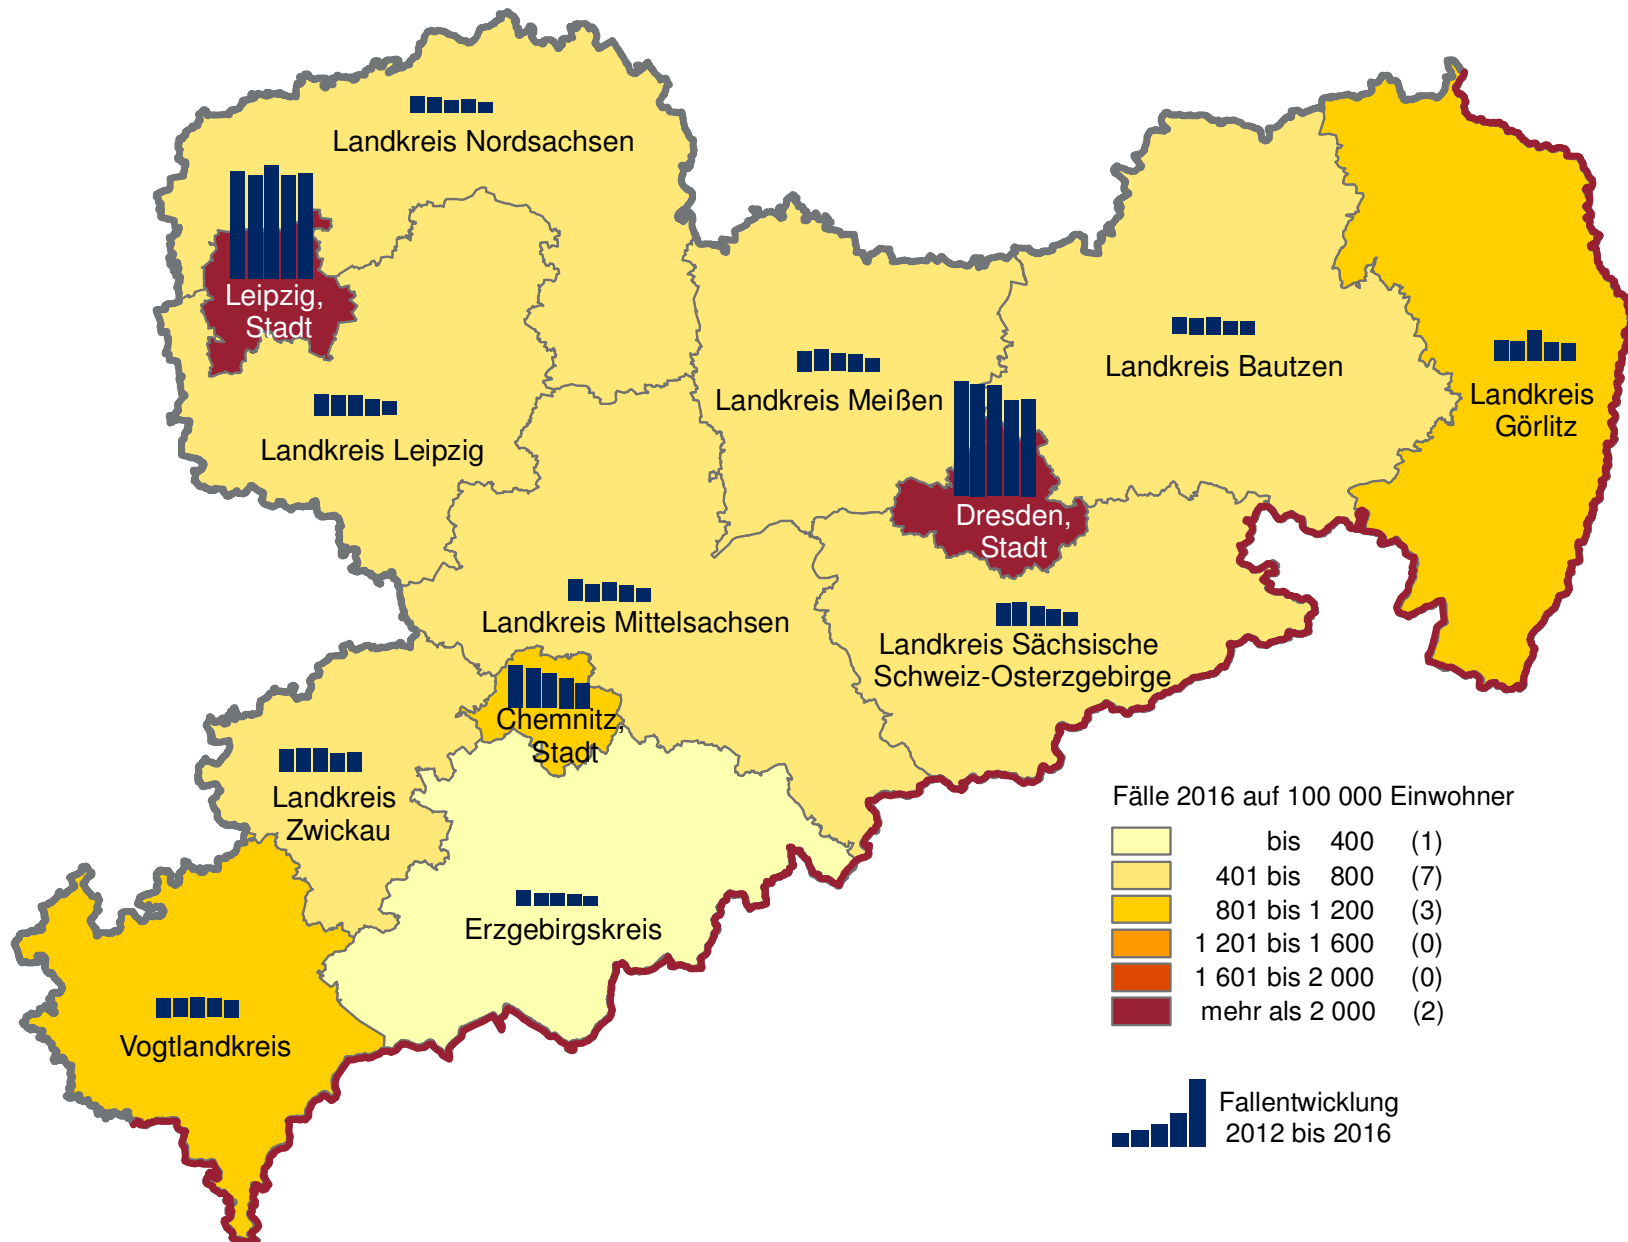 Landkreis Nordsachsen
Leipzig,
Stadt
Landkreis Bautzen
Landkreis Meißen
Landkreis
Görlitz
Landkreis Leipzig
Dresden,
Stadt
Landkreis Mittelsachsen
Landkreis Sächsische
Schweiz-Osterzgebirge
Chemnitz,
Stadt
Landkreis
Zwickau
Erzgebirgskreis
Vogtlandkreis
Fälle 2016 auf 100 000 Einwohner
bis 400 (1)
401 bis 800 (7)
801 bis 1 200 (3)
1 201 bis 1 600 (0)
1 601 bis 2 000 (0)
mehr als 2 000 (2)
Fallentwicklung
2012 bis 2016